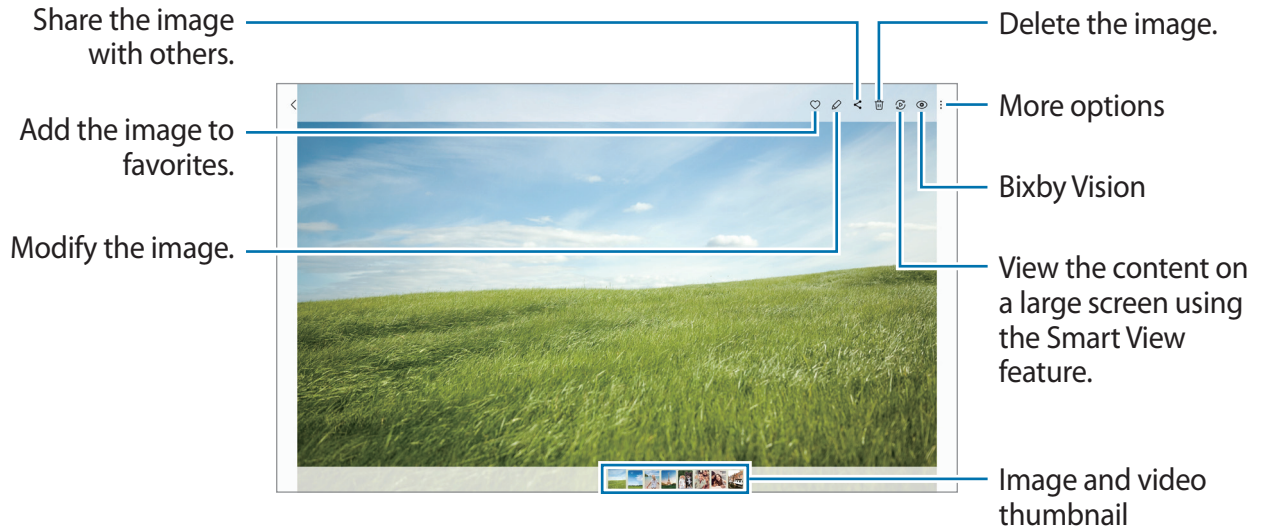 Share the image
with others.
Add the image to
favorites.
Modify the image.
Delete the image.
More options
Bixby Vision
View the content on
a large screen using
the Smart View
feature.
Image and video
thumbnail